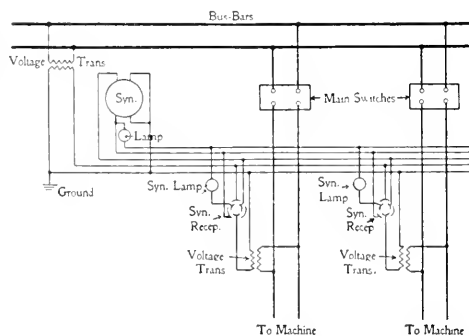 Bus-Bars
Voltage Trans
Syn.
Main Switches
Lamp
Ground
Syn. Lamp
Syn.
Recep.
Syn.
Lamp
Syn.
Recep
Voltage
Trans
Voltage
Trans.
To Machine
To Machine